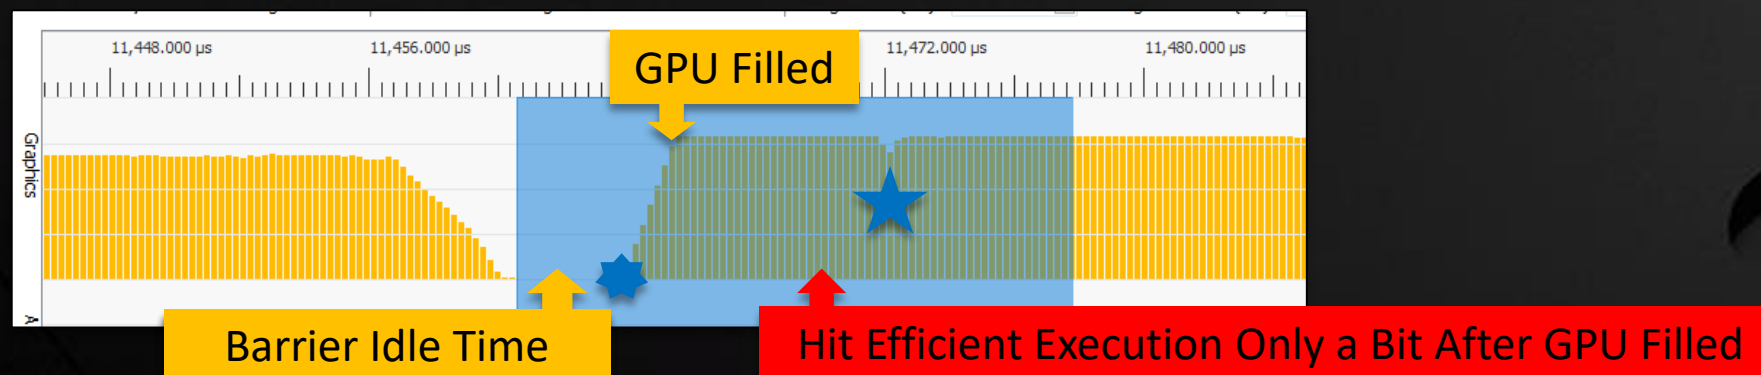 11,448.000 µs
11,456.000 µs
11,472.000 µs
11,480.000 µs
GPU Filled
Graphics
Barrier Idle Time
Hit Efficient Execution Only a Bit After GPU Filled